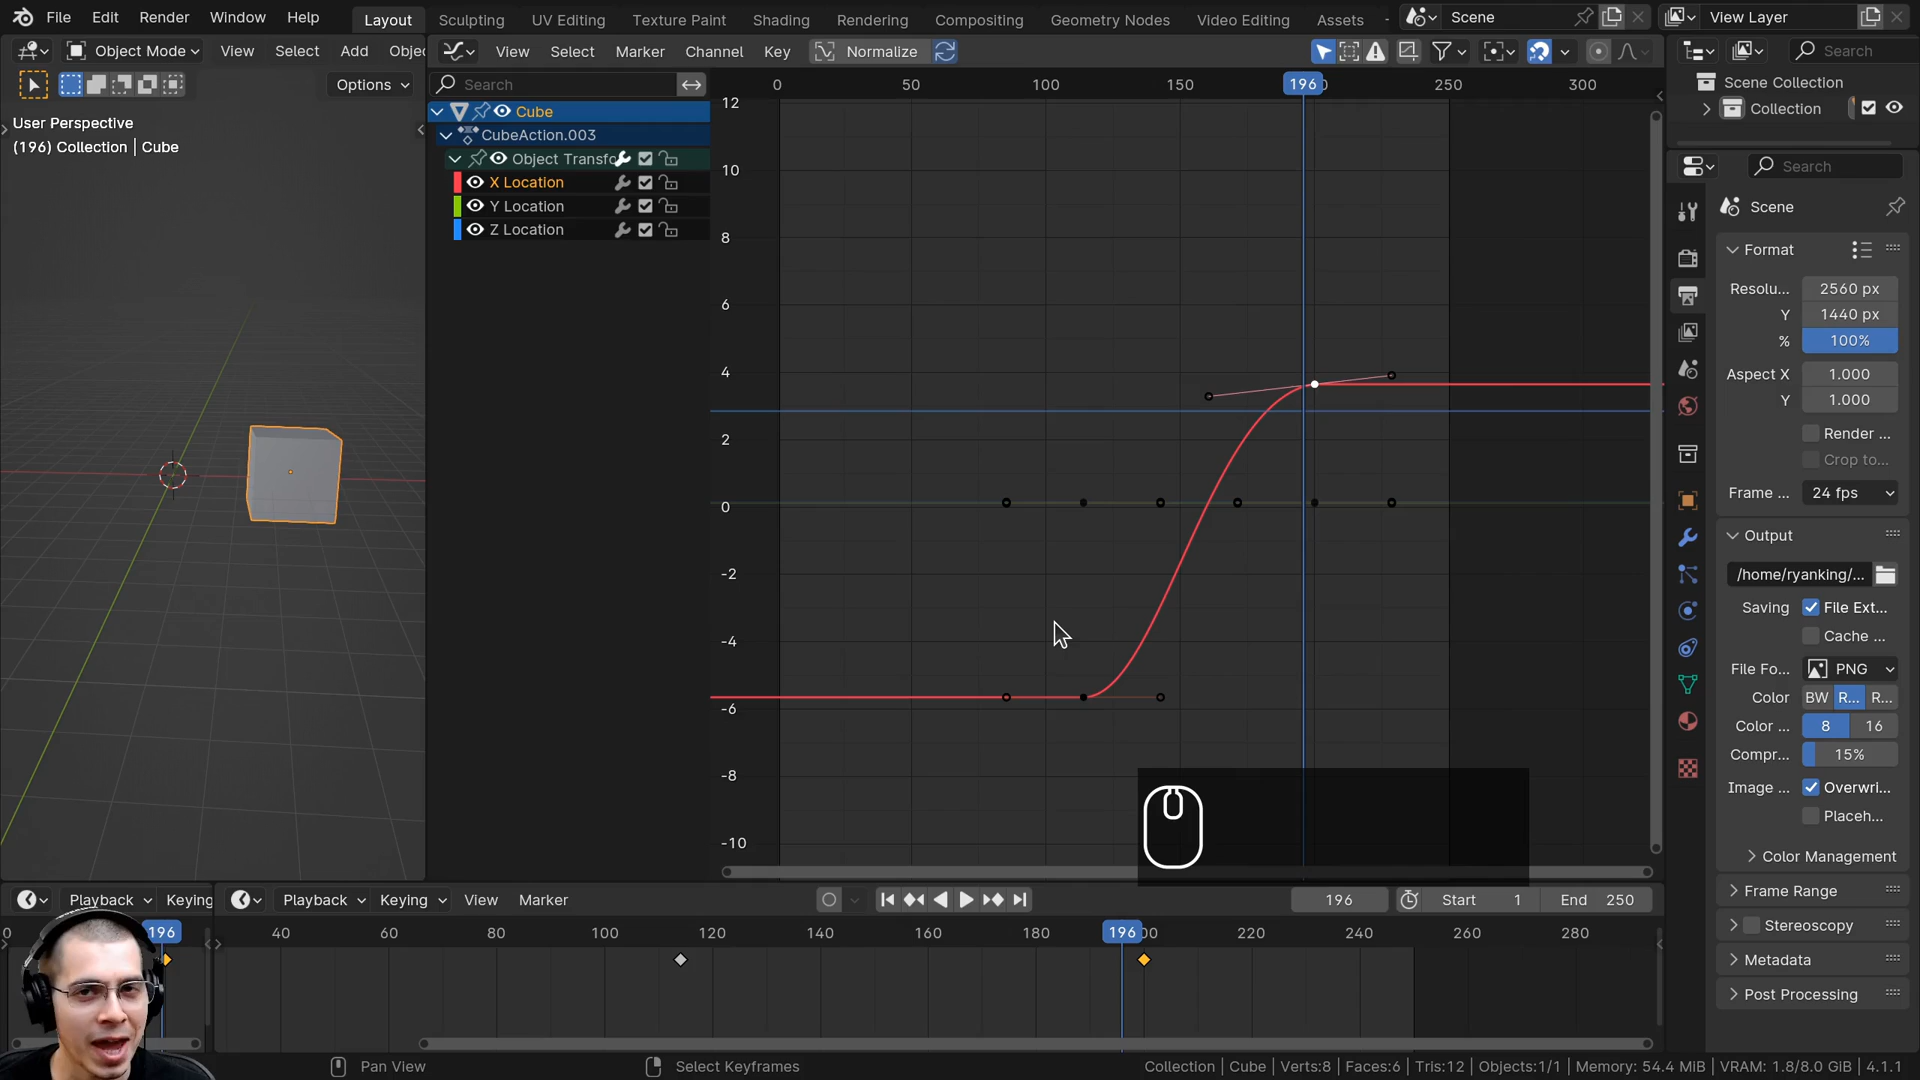 File Edit Render Window Help Layout Sculpting UV Editing Texture Paint Shading Rendering Compositing Geometry Nodes Video Editing Assets Scene View Layer
Object Mode View Select Add Objec
View Select Marker Channel Key Normalize
Search
Options
Search
0 50 100 150 196 250 300
Scene Collection
Collection
User Perspective
(196) Collection | Cube
Cube
CubeAction.003
Object Transfo
X Location
Y Location
Z Location
12
10
8
6
4
2
0
-2
-4
-6
-8
-10
Search
Scene
Format
Resolu... 2560 px
Y 1440 px
% 100%
Aspect X 1.000
Y 1.000
Render ...
Crop to...
Frame ... 24 fps
Output
/home/ryanking/...
Saving File Ext...
Cache ...
File Fo... PNG
Color BW R... R...
Color ... 8 16
Compr... 15%
Image ... Overwri...
Placeh...
Color Management
Frame Range
Stereoscopy
Metadata
Post Processing
Playback Keying
Playback Keying View Marker
196 Start 1 End 250
0 196
40 60 80 100 120 140 160 180 196 00 220 240 260 280
Pan View Select Keyframes
Collection | Cube | Verts:8 | Faces:6 | Tris:12 | Objects:1/1 | Memory: 54.4 MiB | VRAM: 1.8/8.0 GiB | 4.1.1